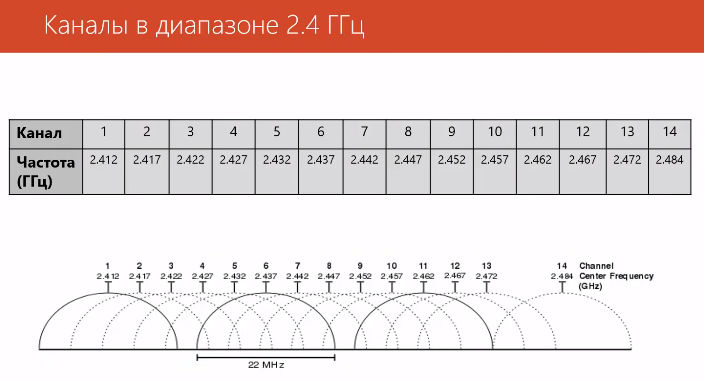 Каналы в диапазоне 2.4 ГГц
Канал 1 2 3 4 5 6 7 8 9 10 11 12 13 14
Частота (ГГц) 2.412 2.417 2.422 2.427 2.432 2.437 2.442 2.447 2.452 2.457 2.462 2.467 2.472 2.484
1 2 3 4 5 6 7 8 9 10 11 12 13 14 Channel
2.412 2.417 2.422 2.427 2.432 2.437 2.442 2.447 2.452 2.457 2.462 2.467 2.472 2.484 Center Frequency
(GHz)
22 MHz